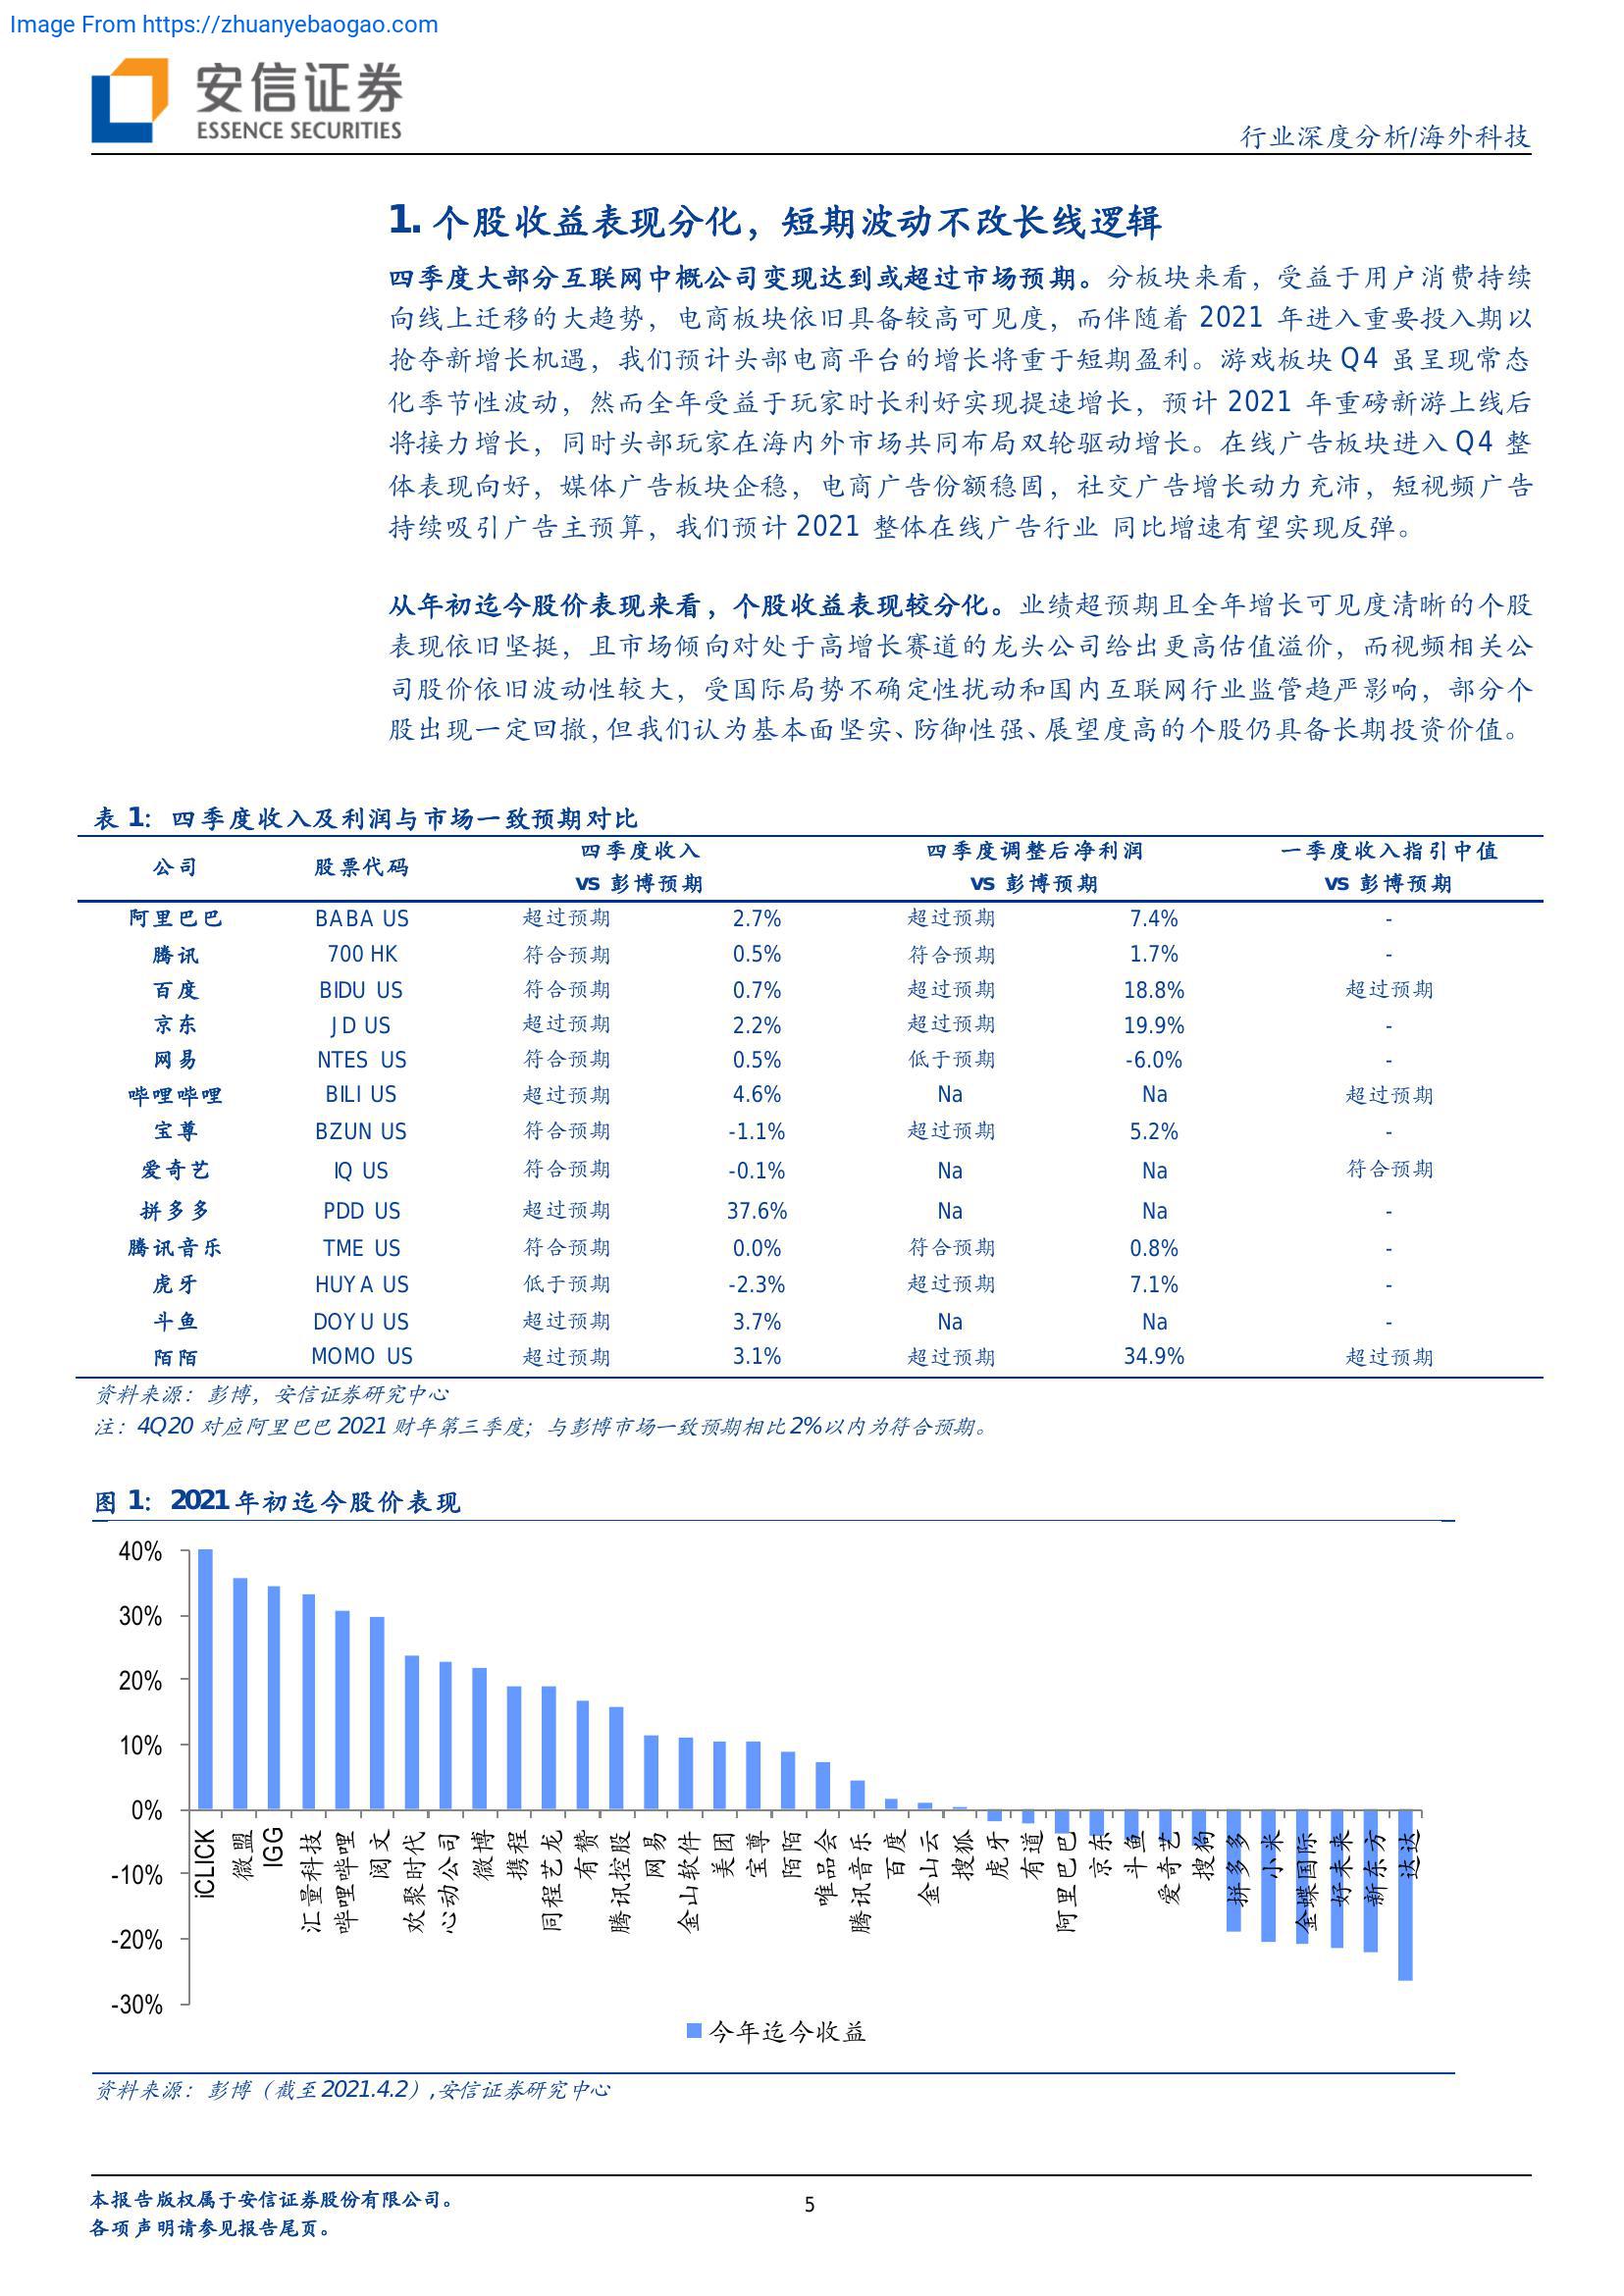 Image From https://zhuanyebaogao.com
安信证券
ESSENCE SECURITIES
行业深度分析/海外科技
1. 个股收益表现分化，短期波动不改长线逻辑
四季度大部分互联网中概公司变现达到或超过市场预期。分板块来看，受益于用户消费持续
向线上迁移的大趋势，电商板块依旧具备较高可见度，而伴随着 2021 年进入重要投入期以
抢夺新增长机遇，我们预计头部电商平台的增长将重于短期盈利。游戏板块 Q4 虽呈现常态
化季节性波动，然而全年受益于玩家时长利好实现提速增长，预计 2021 年重磅新游上线后
将接力增长，同时头部玩家在海内外市场共同布局双轮驱动增长。在线广告板块进入 Q4 整
体表现向好，媒体广告板块企稳，电商广告份额稳固，社交广告增长动力充沛，短视频广告
持续吸引广告主预算，我们预计 2021 整体在线广告行业 同比增速有望实现反弹。
从年初迄今股价表现来看，个股收益表现较分化。业绩超预期且全年增长可见度清晰的个股
表现依旧坚挺，且市场倾向对处于高增长赛道的龙头公司给出更高估值溢价，而视频相关公
司股价依旧波动性较大，受国际局势不确定性扰动和国内互联网行业监管趋严影响，部分个
股出现一定回撤，但我们认为基本面坚实、防御性强、展望度高的个股仍具备长期投资价值。
表 1：四季度收入及利润与市场一致预期对比
公司 股票代码 四季度收入 vs 彭博预期 四季度调整后净利润 vs 彭博预期 一季度收入指引中值 vs 彭博预期
阿里巴巴 BABA US 超过预期 2.7% 超过预期 7.4% -
腾讯 700 HK 符合预期 0.5% 符合预期 1.7% -
百度 BIDU US 符合预期 0.7% 超过预期 18.8% 超过预期
京东 JD US 超过预期 2.2% 超过预期 19.9% -
网易 NTES US 符合预期 0.5% 低于预期 -6.0% -
哔哩哔哩 BILI US 超过预期 4.6% Na Na 超过预期
宝尊 BZUN US 符合预期 -1.1% 超过预期 5.2% -
爱奇艺 IQ US 符合预期 -0.1% Na Na 符合预期
拼多多 PDD US 超过预期 37.6% Na Na -
腾讯音乐 TME US 符合预期 0.0% 符合预期 0.8% -
虎牙 HUYA US 低于预期 -2.3% 超过预期 7.1% -
斗鱼 DOYU US 超过预期 3.7% Na Na -
陌陌 MOMO US 超过预期 3.1% 超过预期 34.9% 超过预期
资料来源：彭博，安信证券研究中心
注：4Q20 对应阿里巴巴 2021 财年第三季度；与彭博市场一致预期相比 2%以内为符合预期。
图 1：2021 年初迄今股价表现
40%
30%
20%
10%
0%
-10%
-20%
-30%
iCLICK
微盟
IGG
汇量科技
哔哩哔哩
阅文
欢聚时代
心动公司
微博
携程
同程艺龙
有赞
腾讯控股
网易
金山软件
美团
宝尊
陌陌
唯品会
腾讯音乐
百度
金山云
搜狐
虎牙
有道
阿里巴巴
京东
斗鱼
爱奇艺
搜狗
拼多多
小米
金蝶国际
好未来
新东方
达达
今年迄今收益
资料来源：彭博（截至 2021.4.2）,安信证券研究中心
本报告版权属于安信证券股份有限公司。
各项声明请参见报告尾页。
5